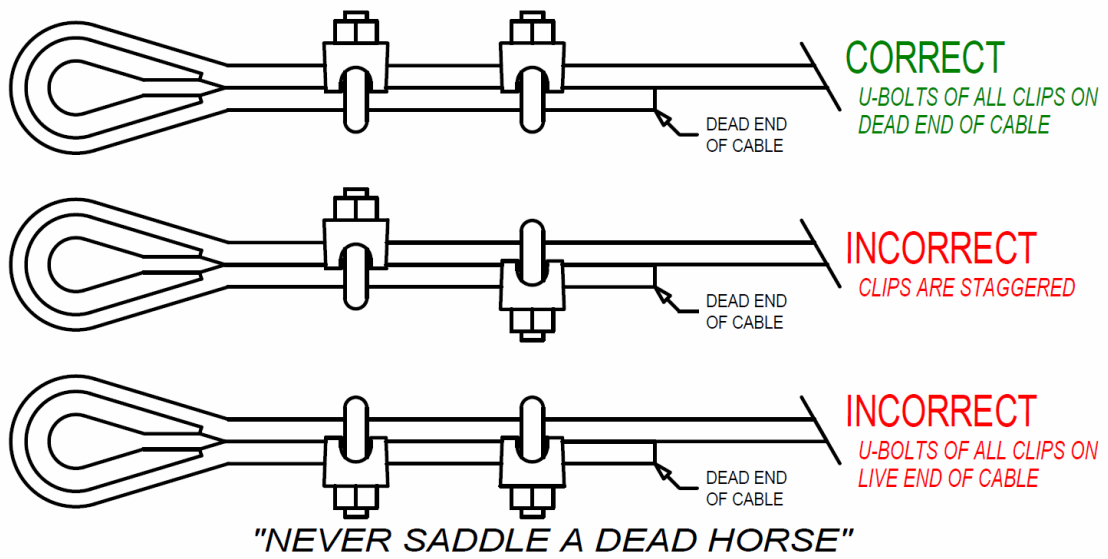 CORRECT
U-BOLTS OF ALL CLIPS ON
DEAD END OF CABLE
DEAD END
OF CABLE
INCORRECT
CLIPS ARE STAGGERED
DEAD END
OF CABLE
INCORRECT
U-BOLTS OF ALL CLIPS ON
LIVE END OF CABLE
DEAD END
OF CABLE
"NEVER SADDLE A DEAD HORSE"